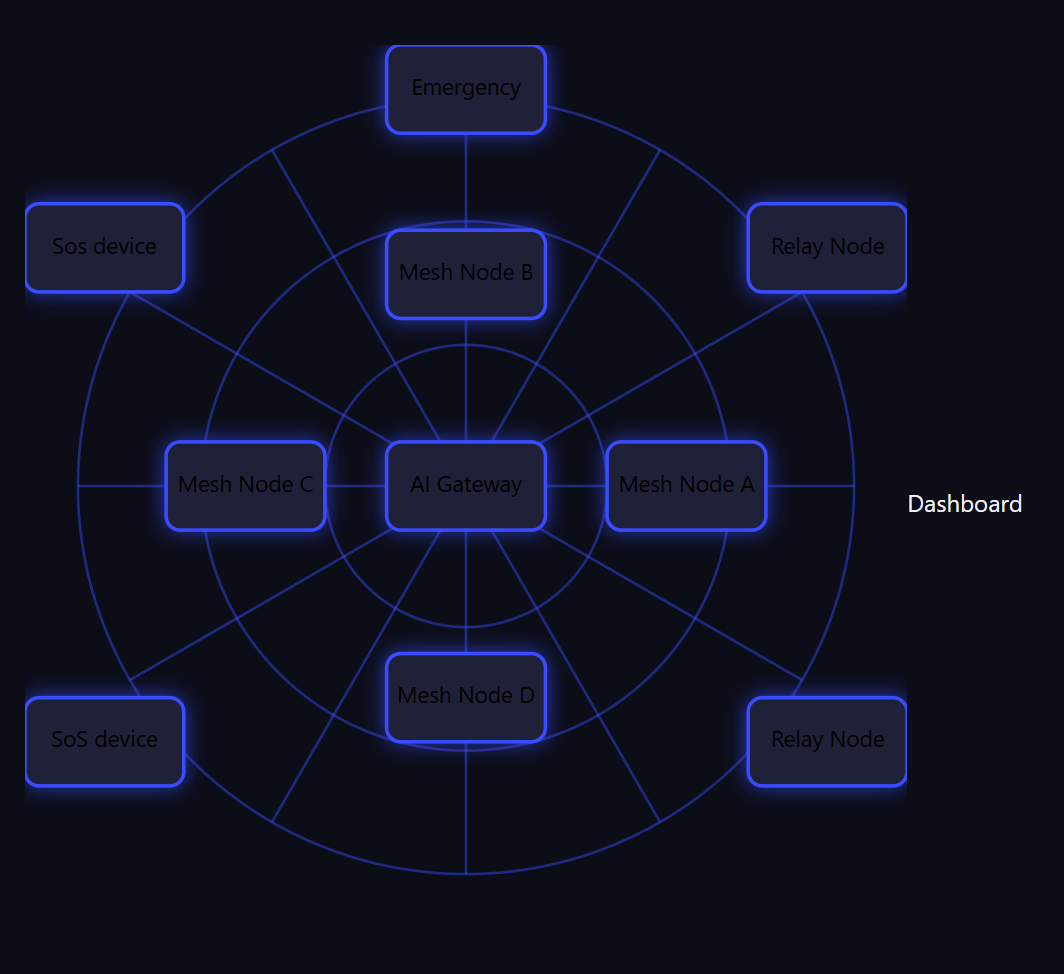 Emergency
Sos device
Relay Node
Mesh Node B
Mesh Node C
AI Gateway
Mesh Node A
Dashboard
Mesh Node D
SoS device
Relay Node